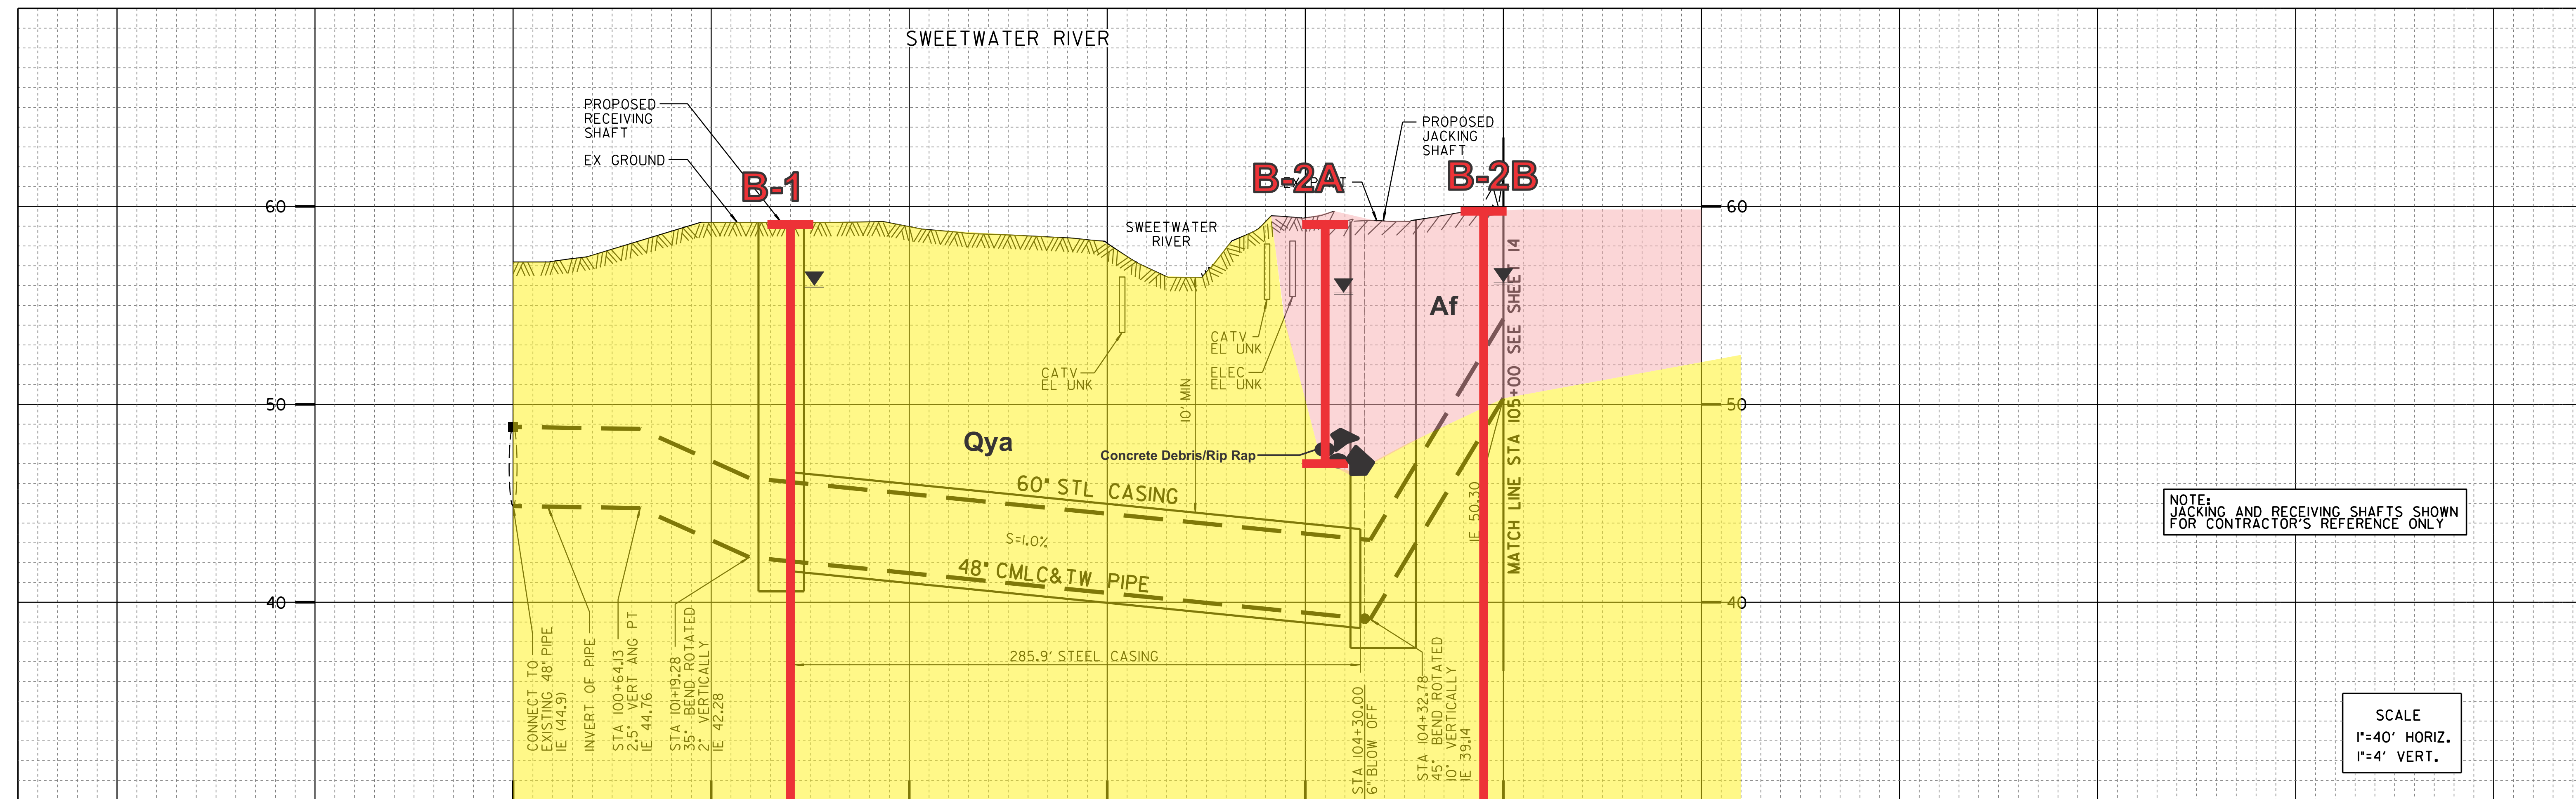 SWEETWATER RIVER
PROPOSED
RECEIVING
SHAFT
EX GROUND
B-1
PROPOSED
JACKING
SHAFT
B-2A
B-2B
60
60
SWEETWATER
RIVER
CATV
EL UNK
CATV
EL UNK
ELEC
EL UNK
10' MIN
Af
50
50
Qya
Concrete Debris/Rip Rap
60" STL CASING
S=1.0%
48" CMLC&TW PIPE
IE 50.30
MATCH LINE STA 105+00 SEE SHEET 14
40
40
285.9' STEEL CASING
CONNECT TO
EXISTING 48" PIPE
IE (44.9)
INVERT OF PIPE
STA 100+64.13
2.5° VERT ANG PT
IE 44.76
STA 101+19.28
35° BEND ROTATED
2° VERTICALLY
IE 42.28
STA 104+30.00
6" BLOW OFF
STA 104+32.78
45° BEND ROTATED
10° VERTICALLY
IE 39.14
NOTE:
JACKING AND RECEIVING SHAFTS SHOWN
FOR CONTRACTOR'S REFERENCE ONLY
SCALE
1"=40' HORIZ.
1"=4' VERT.